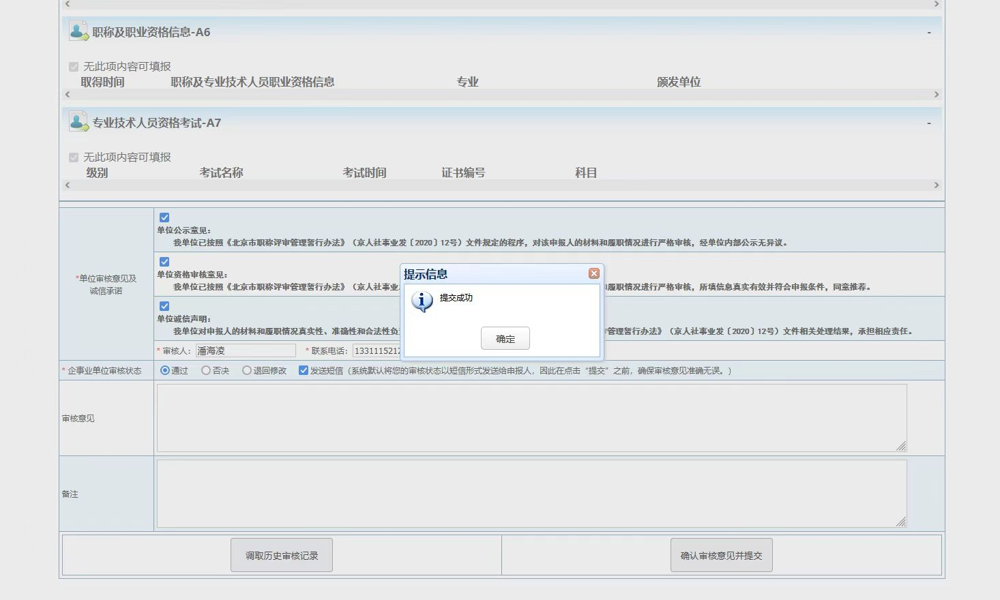 职称及职业资格信息-A6
-
无此项内容可填报
取得时间 职称及专业技术人员职业资格信息 专业 颁发单位
专业技术人员资格考试-A7
-
无此项内容可填报
级别 考试名称 考试时间 证书编号 科目
*单位审核意见及
诚信承诺
单位公示意见：
我单位已按照《北京市职称评审管理暂行办法》（京人社事业发〔2020〕12号）文件规定的程序，对该申报人的材料和履职情况进行严格审核，经单位内部公示无异议。
单位资格审核意见：
我单位已按照《北京市职称评审管理暂行办法》（京人社事业 履职情况进行严格审核，所填信息真实有效并符合申报条件，同意推荐。
单位诚信声明：
我单位对申报人的材料和履职情况真实性、准确性和合法性负 管理暂行办法》（京人社事业发〔2020〕12号）文件相关处理结果，承担相应责任。
* 审核人： 潘海凌 * 联系电话： 1331115212
提示信息
提交成功
确定
* 企事业单位审核状态 通过 否决 退回修改 发送短信（系统默认将您的审核状态以短信形式发送给申报人，因此在点击“提交”之前，确保审核意见准确无误。）
审核意见
备注
调取历史审核记录 确认审核意见并提交